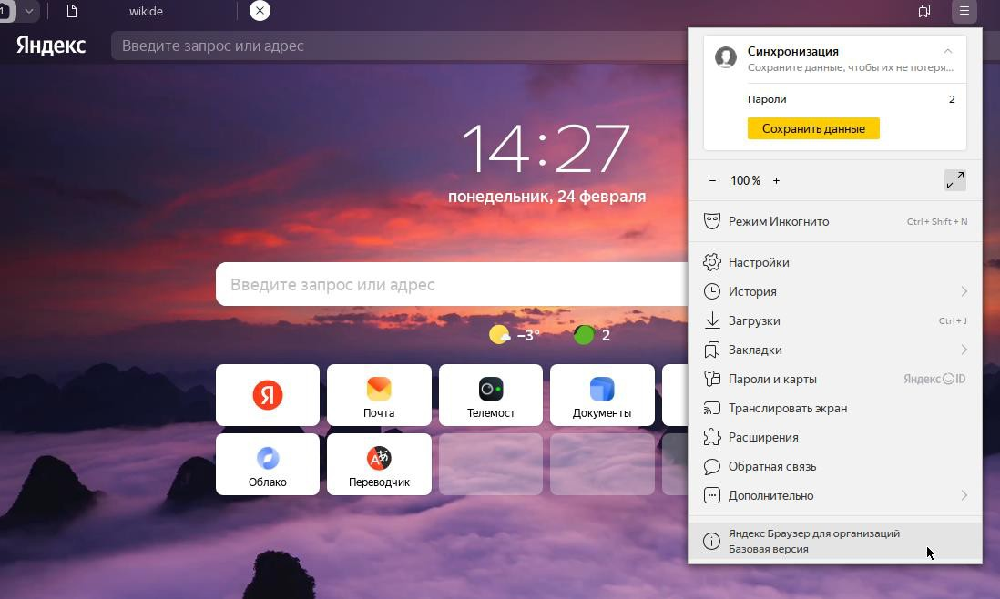 1
wikide
Яндекс
Введите запрос или адрес
14:27
понедельник, 24 февраля
Введите запрос или адрес
−3°
2
Я
Почта
Телемост
Документы
Облако
Переводчик
Синхронизация
Сохраните данные, чтобы их не потеря...
Пароли 2
Сохранить данные
− 100 % +
Режим Инкогнито Ctrl + Shift + N
Настройки
История
Загрузки Ctrl + J
Закладки
Пароли и карты Яндекс ID
Транслировать экран
Расширения
Обратная связь
Дополнительно
Яндекс Браузер для организаций
Базовая версия